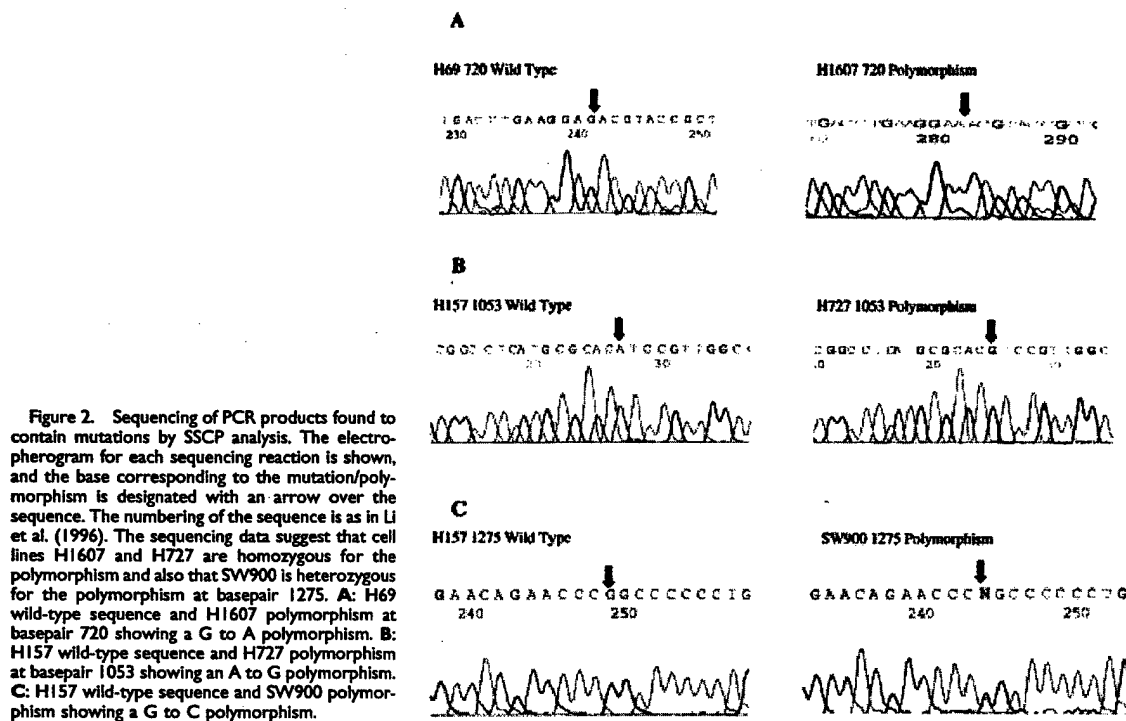 A
H69 720 Wild Type
H1607 720 Polymorphism
230 240 250
280 290
B
H157 1053 Wild Type
H727 1053 Polymorphism
30
20
C
H157 1275 Wild Type
SW900 1275 Polymorphism
GAACAGAACCCGGCCCCCC
240 250
GAACAGAACCCNGCCCCC
240 250
Figure 2. Sequencing of PCR products found to
contain mutations by SSCP analysis. The electro-
pherogram for each sequencing reaction is shown,
and the base corresponding to the mutation/poly-
morphism is designated with an arrow over the
sequence. The numbering of the sequence is as in Li
et al. (1996). The sequencing data suggest that cell
lines H1607 and H727 are homozygous for the
polymorphism and also that SW900 is heterozygous
for the polymorphism at basepair 1275. A: H69
wild-type sequence and H1607 polymorphism at
basepair 720 showing a G to A polymorphism. B:
H157 wild-type sequence and H727 polymorphism
at basepair 1053 showing an A to G polymorphism.
C: H157 wild-type sequence and SW900 polymor-
phism showing a G to C polymorphism.